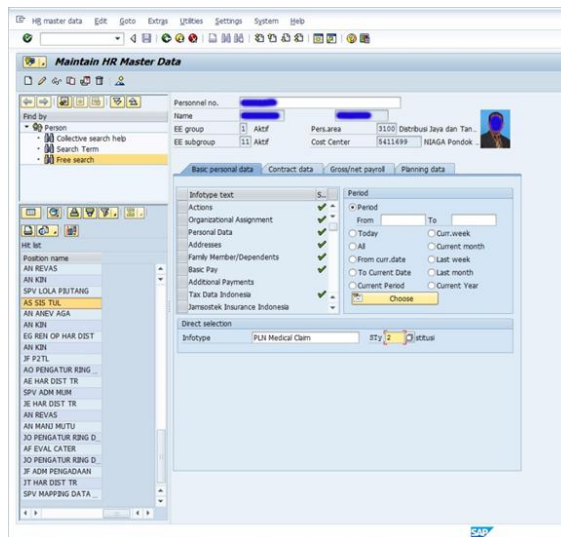 HR master data Edit Goto Extras Utilities Settings System Help
Maintain HR Master Data
Find by
Person
Collective search help
Search Term
Free search
Hit list
Position name
AN REVAS
AN KIN
SPV LOLA PIUTANG
AS SIS TUL
AN ANEV AGA
AN KIN
EG REN OP HAR DIST
AN KIN
JF P2TL
AO PENGATUR RING _
AE HAR DIST TR
SPV ADM MUM
JE HAR DIST TR
AN REVAS
AN MANJ MUTU
JO PENGATUR RING D_
AF EVAL CATER
JO PENGATUR RING D_
JF ADM PENGADAAN
JT HAR DIST TR
SPV MAPPING DATA _
Personnel no.
Name
EE group 1 Aktif Pers.area 3100 Distribusi Jaya dan Tan..
EE subgroup 11 Aktif Cost Center 5411699 NIAGA Pondok
Basic personal data Contract data Gross/net payroll Planning data
Infotype text S..
Actions
Organizational Assignment
Personal Data
Addresses
Family Member/Dependents
Basic Pay
Additional Payments
Tax Data Indonesia
Jamsostek Insurance Indonesia
Period
Period
From To
Today Curr.week
All Current month
From curr.date Last week
To Current Date Last month
Current Period Current Year
Choose
Direct selection
Infotype PLN Medical Claim STy 2 stitusi
SAP